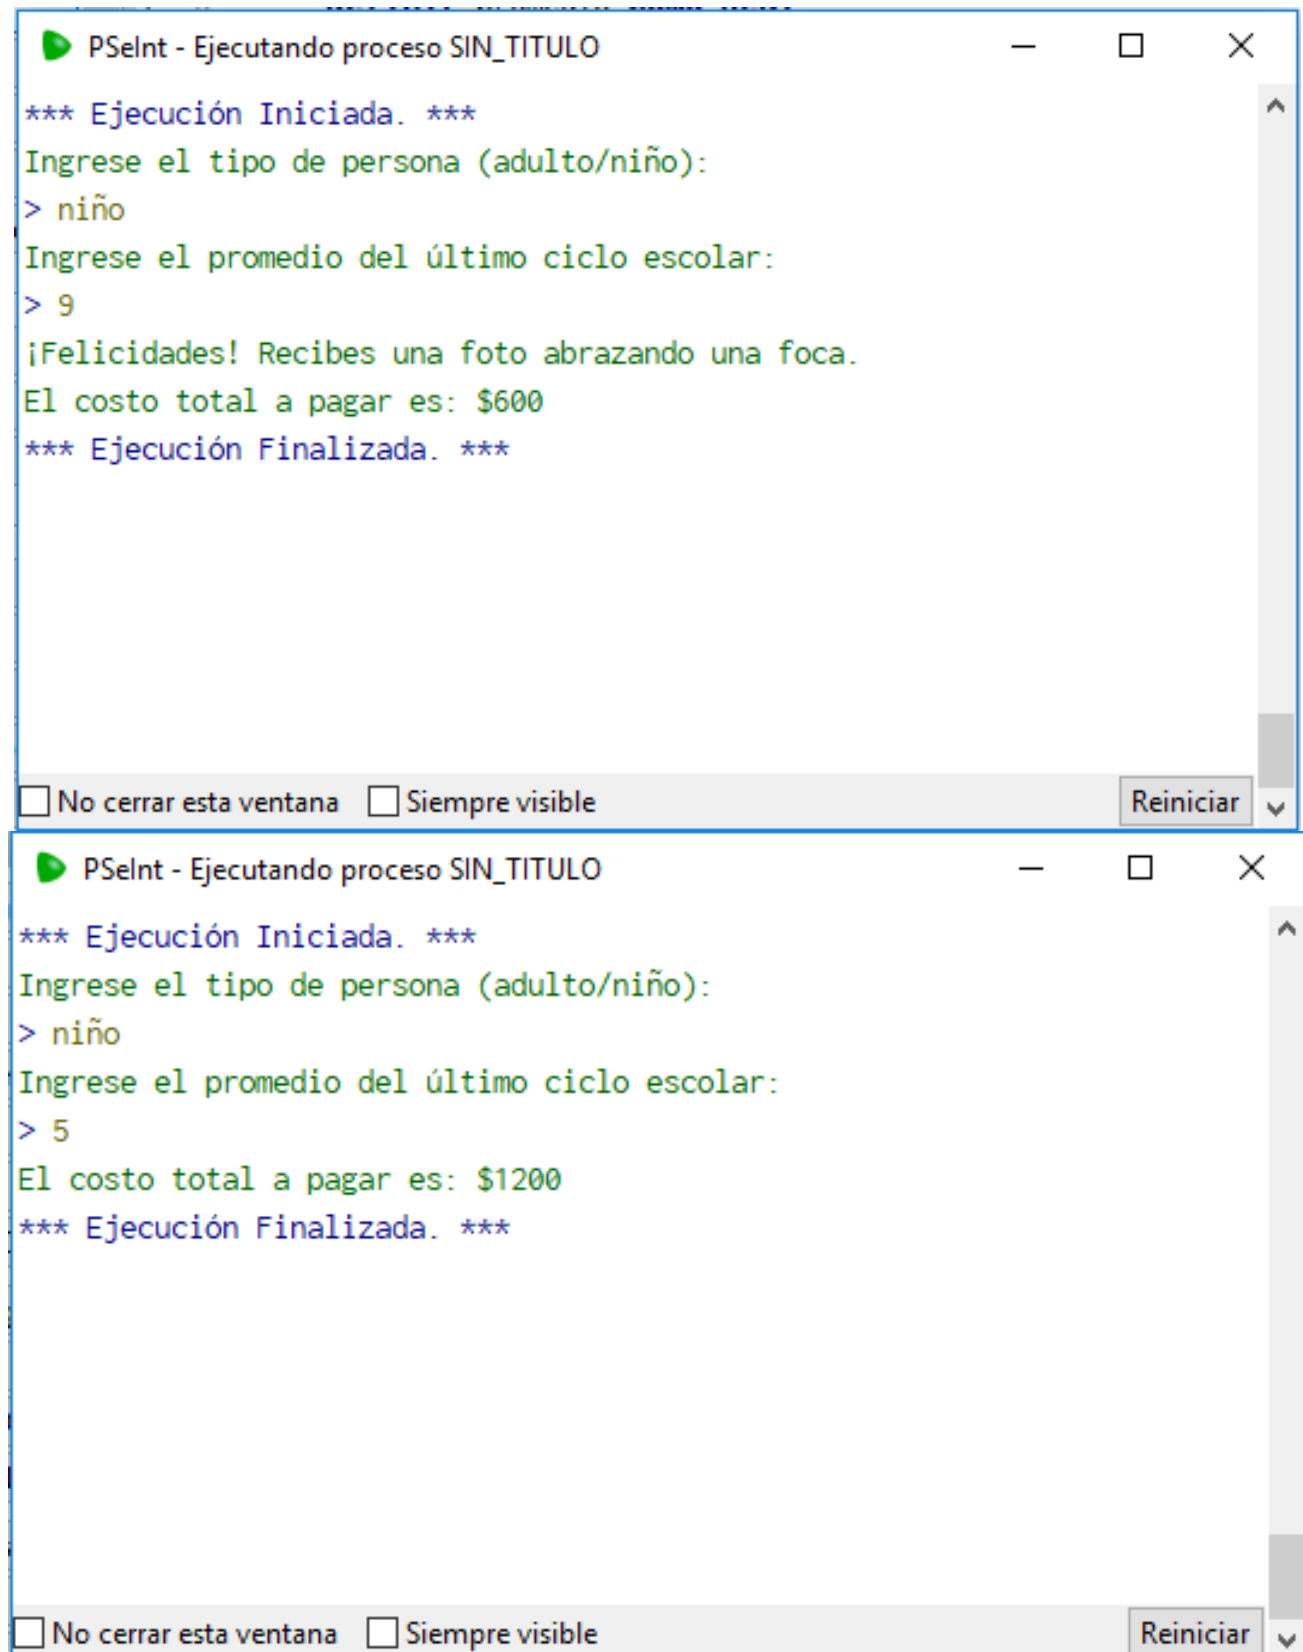 PSeInt - Ejecutando proceso SIN_TITULO
*** Ejecución Iniciada. ***
Ingrese el tipo de persona (adulto/niño):
> niño
Ingrese el promedio del último ciclo escolar:
> 9
¡Felicidades! Recibes una foto abrazando una foca.
El costo total a pagar es: $600
*** Ejecución Finalizada. ***
No cerrar esta ventana Siempre visible Reiniciar
PSeInt - Ejecutando proceso SIN_TITULO
*** Ejecución Iniciada. ***
Ingrese el tipo de persona (adulto/niño):
> niño
Ingrese el promedio del último ciclo escolar:
> 5
El costo total a pagar es: $1200
*** Ejecución Finalizada. ***
No cerrar esta ventana Siempre visible Reiniciar